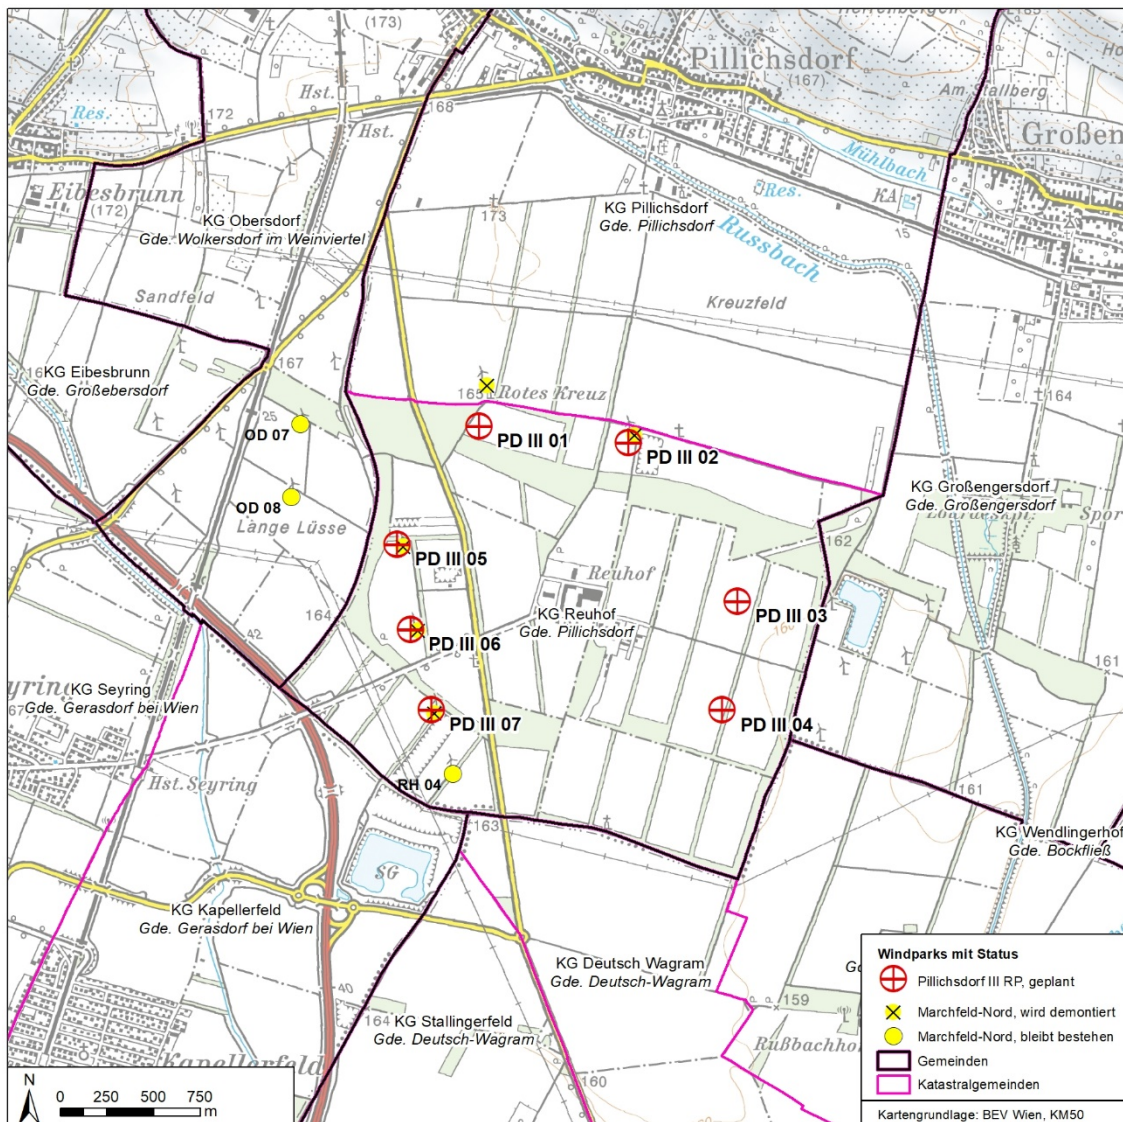 (173)
Pillichsdorf
(167)
Hst.
168
Hst.
Res.
172
Hst.
Großen
Mühlbach
Eibesbrunn
(172)
KG Obersdorf
Gde. Wolkersdorf im Weinviertel
173
KG Pillichsdorf
Gde. Pillichsdorf
Res.
KA
15
Russbach
Sandfeld
Kreuzfeld
167
KG Eibesbrunn
Gde. Großebersdorf
165
Rotes Kreuz
164
25
OD 07
PD III 01
PD III 02
OD 08
Lange Lüsse
KG Großengersdorf
Gde. Großengersdorf
Spor
162
PD III 05
Reuhof
164
KG Reuhof
Gde. Pillichsdorf
PD III 03
160
42
PD III 06
161
KG Seyring
Gde. Gerasdorf bei Wien
PD III 07
PD III 04
Hst. Seyring
RH 04
161
163
KG Wendlingerhof
Gde. Bockfließ
SG
KG Kapellerfeld
Gde. Gerasdorf bei Wien
KG Deutsch Wagram
Gde. Deutsch-Wagram
40
164
KG Stallingerfeld
Gde. Deutsch-Wagram
159
Rußbachho
Kapellerfeld
160
Windparks mit Status
Pillichsdorf III RP, geplant
Marchfeld-Nord, wird demontiert
Marchfeld-Nord, bleibt bestehen
Gemeinden
Katastralgemeinden
Kartengrundlage: BEV Wien, KM50
N
0 250 500 750
m